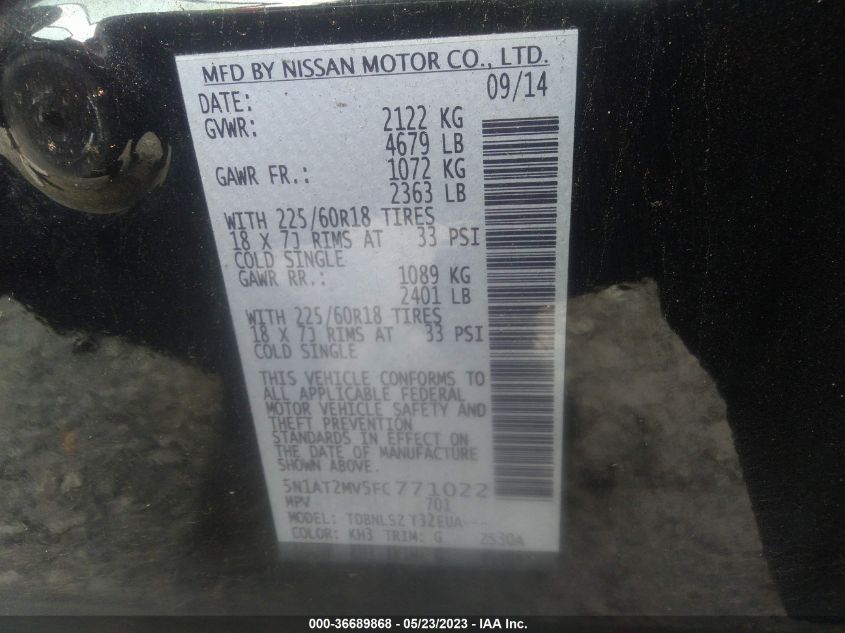 MFD BY NISSAN MOTOR CO., LTD.
DATE: 09/14
GVWR: 2122 KG
4679 LB
GAWR FR.: 1072 KG
2363 LB
WITH 225/60R18 TIRES
18 X 7J RIMS AT 33 PSI
COLD SINGLE
GAWR RR.: 1089 KG
2401 LB
WITH 225/60R18 TIRES
18 X 7J RIMS AT 33 PSI
COLD SINGLE
THIS VEHICLE CONFORMS TO
ALL APPLICABLE FEDERAL
MOTOR VEHICLE SAFETY AND
THEFT PREVENTION
STANDARDS IN EFFECT ON
THE DATE OF MANUFACTURE
SHOWN ABOVE.
5N1AT2MV5FC771022
MPV 701
MODEL: TDBNLSZ T32EUA----
COLOR: KH3 TRIM: G 2530A
000-36689868 - 05/23/2023 - IAA Inc.